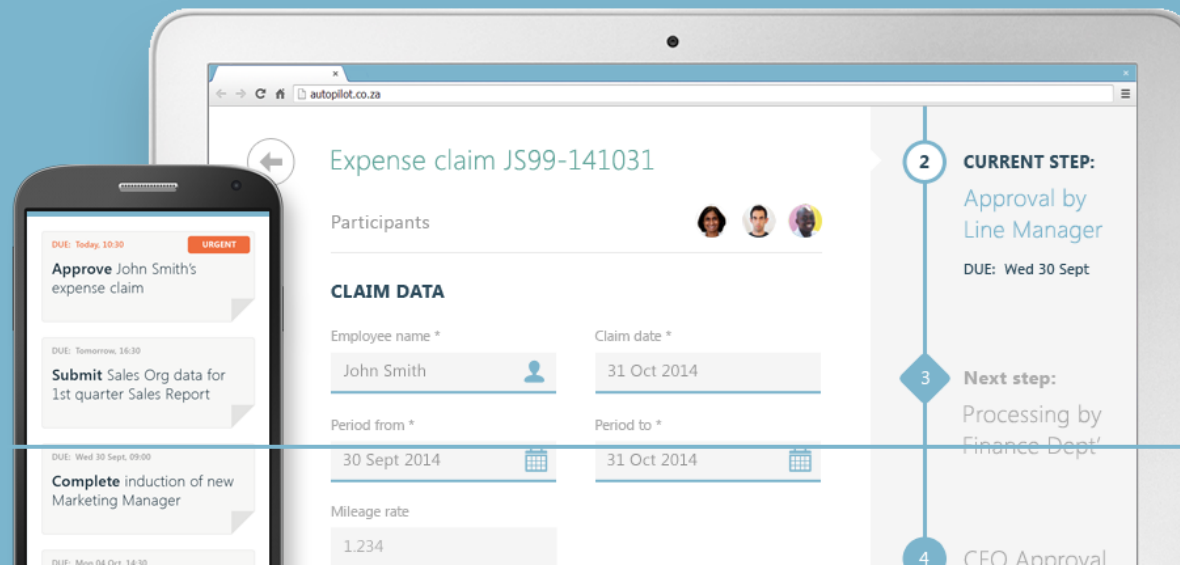 autopilot.co.za
Expense claim JS99-141031
Participants
CLAIM DATA
Employee name *
John Smith
Claim date *
31 Oct 2014
Period from *
30 Sept 2014
Period to *
31 Oct 2014
Mileage rate
1.234
2
CURRENT STEP:
Approval by
Line Manager
DUE: Wed 30 Sept
3
Next step:
Processing by
Finance Dept'
4
CEO Approval
DUE: Today, 10:30
URGENT
Approve John Smith's
expense claim
DUE: Tomorrow, 16:30
Submit Sales Org data for
1st quarter Sales Report
DUE: Wed 30 Sept, 09:00
Complete induction of new
Marketing Manager
DUE: Mon 04 Oct, 14:30